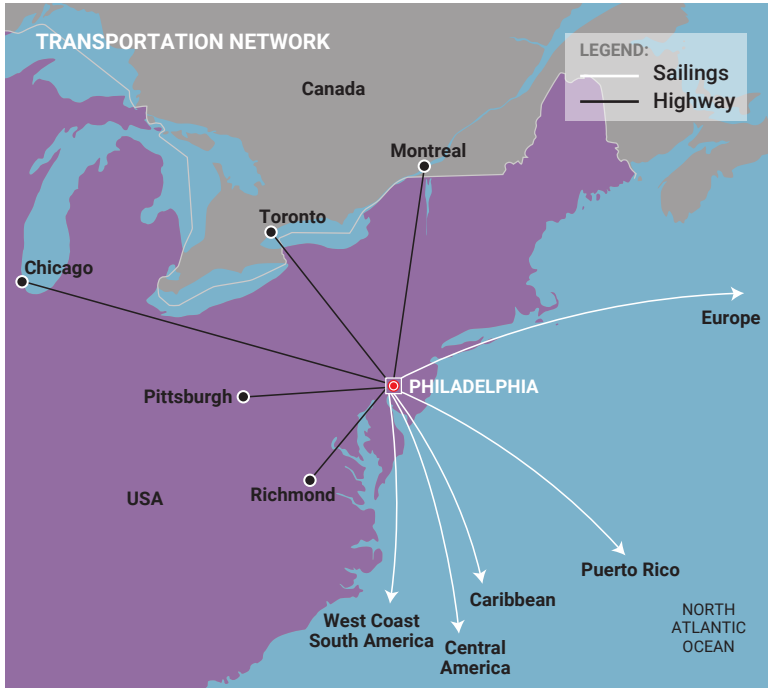 TRANSPORTATION NETWORK
LEGEND:
Sailings
Highway
Canada
Montreal
Toronto
Chicago
Europe
PHILADELPHIA
Pittsburgh
Richmond
USA
Puerto Rico
Caribbean
West Coast
South America
Central
America
NORTH
ATLANTIC
OCEAN